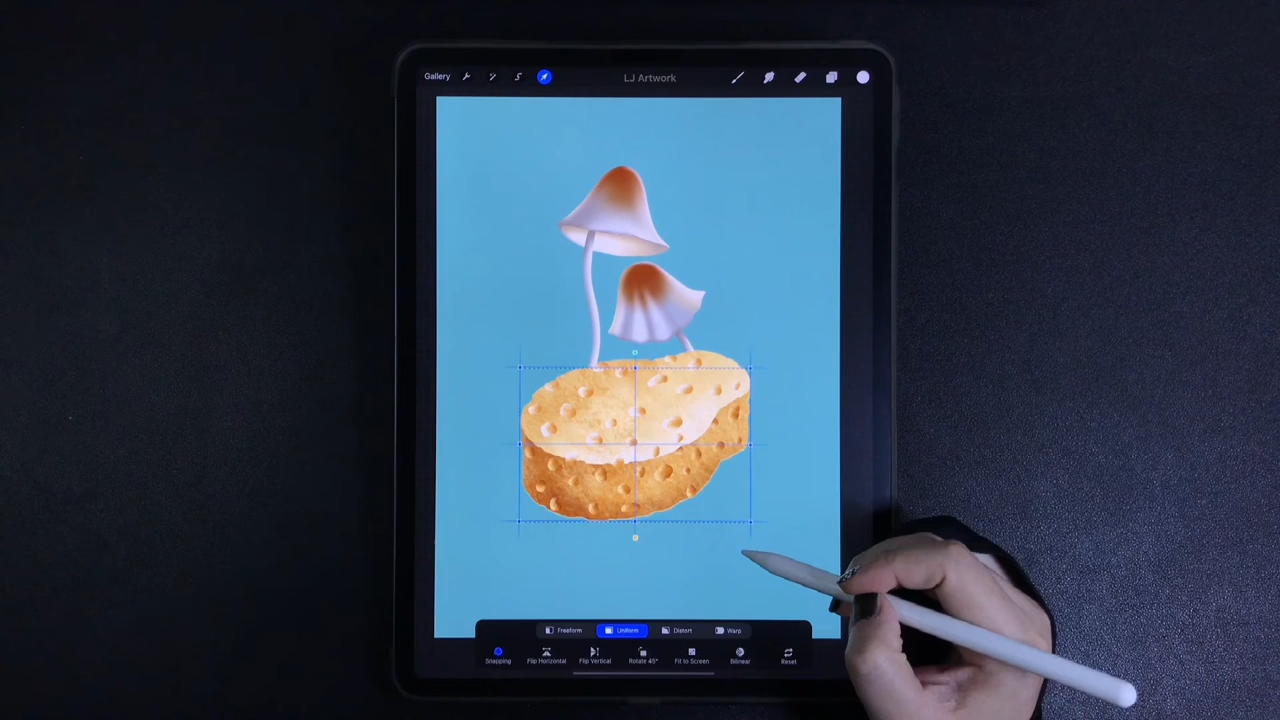 Gallery
LJ Artwork
Freeform Uniform Distort Warp
Snapping Flip Horizontal Flip Vertical Rotate 45° Fit to Screen Bilinear Reset